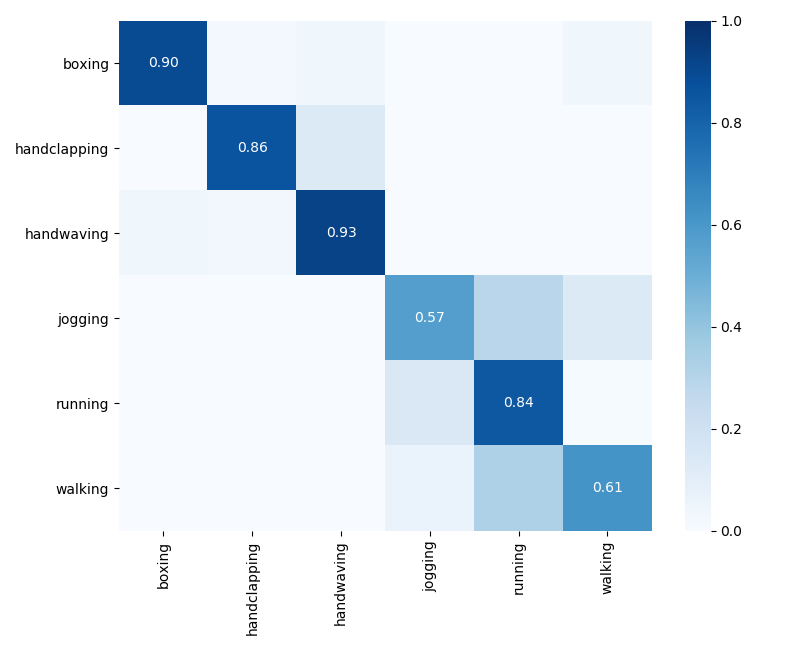 boxing
handclapping
handwaving
jogging
running
walking
0.90
0.86
0.93
0.57
0.84
0.61
boxing
handclapping
handwaving
jogging
running
walking
1.0
0.8
0.6
0.4
0.2
0.0